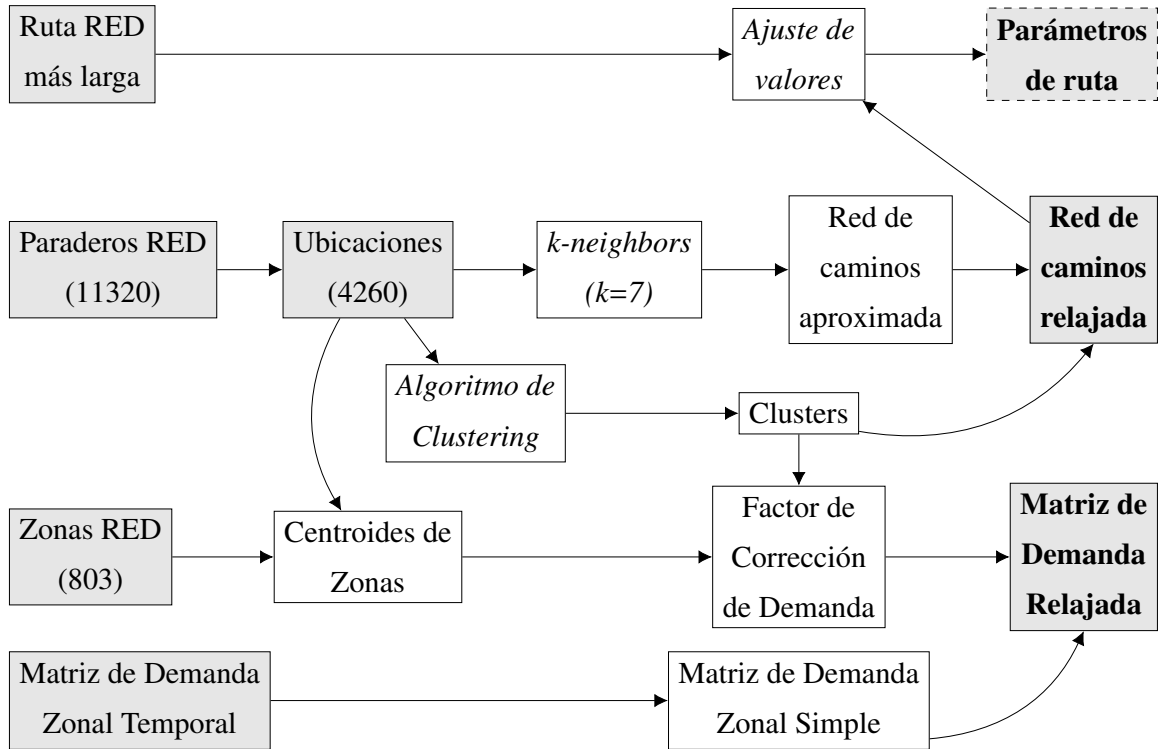 Ruta RED
más larga
Ajuste de
valores
Parámetros
de ruta
Paraderos RED
(11320)
Ubicaciones
(4260)
k-neighbors
(k=7)
Red de
caminos
aproximada
Red de
caminos
relajada
Algoritmo de
Clustering
Clusters
Zonas RED
(803)
Centroides de
Zonas
Factor de
Corrección
de Demanda
Matriz de
Demanda
Relajada
Matriz de Demanda
Zonal Temporal
Matriz de Demanda
Zonal Simple